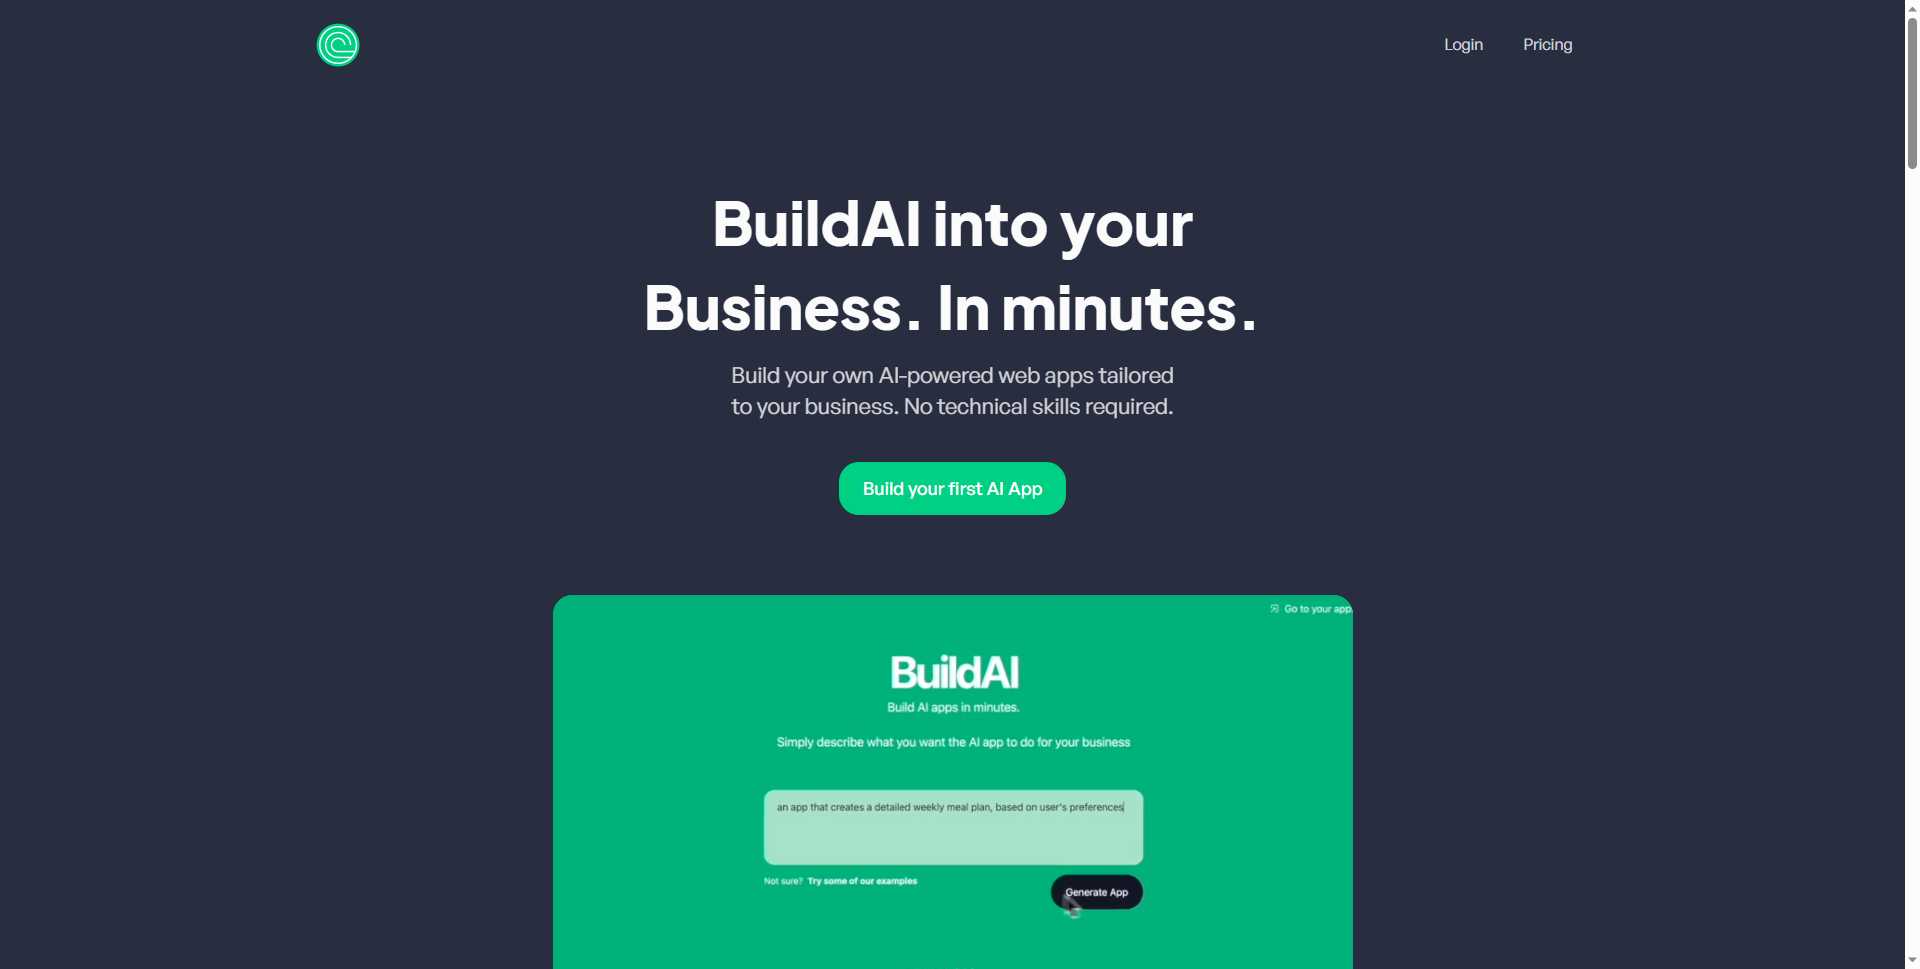 Login Pricing
BuildAI into your
Business. In minutes.
Build your own AI-powered web apps tailored
to your business. No technical skills required.
Build your first AI App
Go to your app
BuildAI
Build AI apps in minutes.
Simply describe what you want the AI app to do for your business
an app that creates a detailed weekly meal plan, based on user's preferences
Not sure? Try some of our examples
Generate App